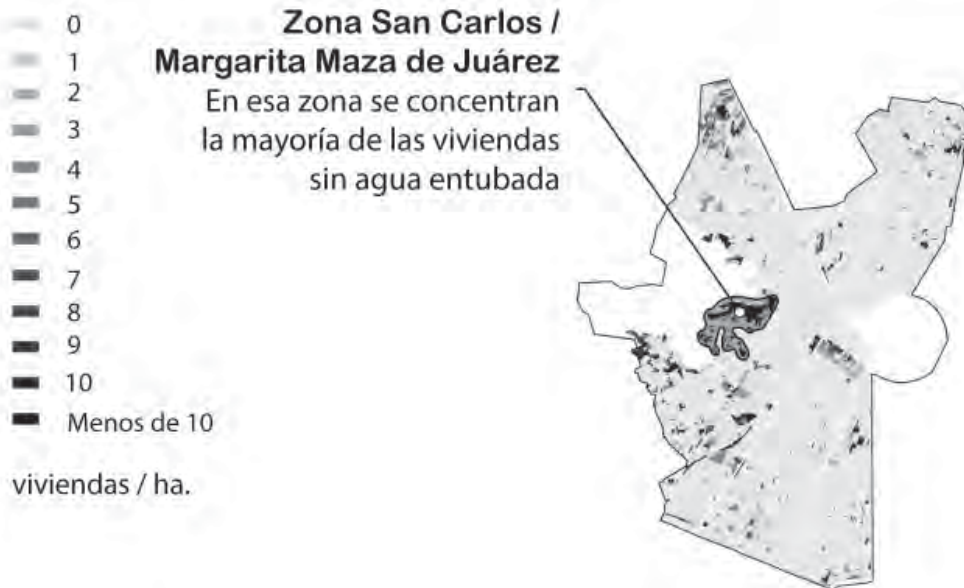 0
1
2
3
4
5
6
7
8
9
10
Menos de 10
viviendas / ha.
Zona San Carlos /
Margarita Maza de Juárez
En esa zona se concentran
la mayoría de las viviendas
sin agua entubada